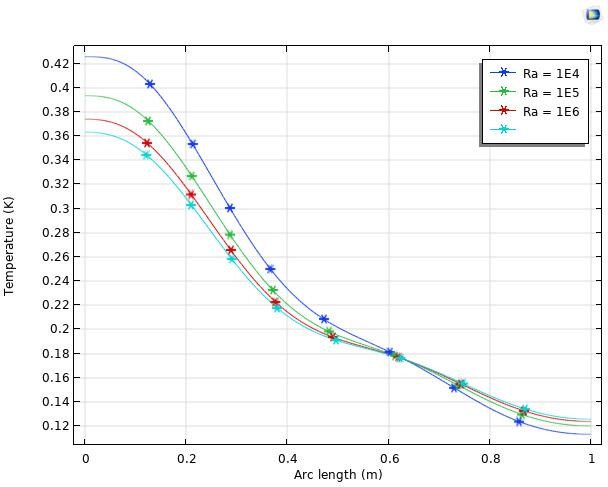 0.42
0.4
0.38
0.36
0.34
0.32
0.3
0.28
0.26
0.24
0.22
0.2
0.18
0.16
0.14
0.12
Temperature (K)
Ra = 1E4
Ra = 1E5
Ra = 1E6
0 0.2 0.4 0.6 0.8 1
Arc length (m)